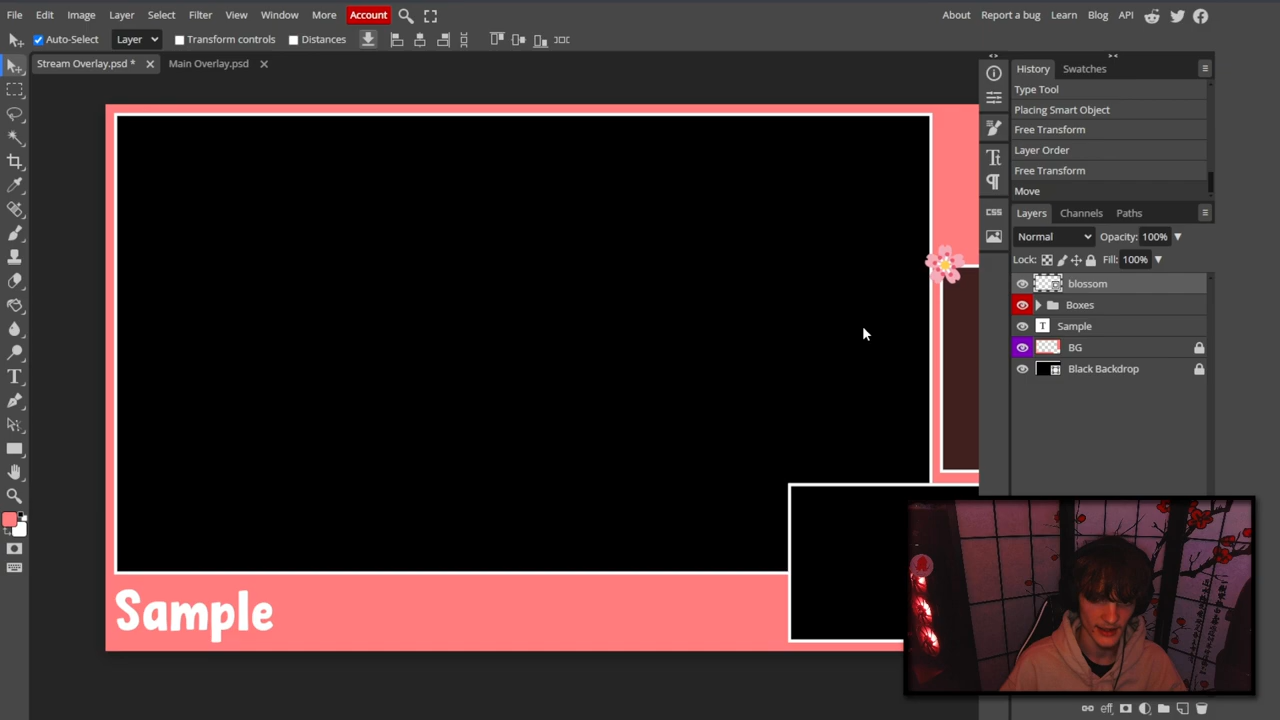 File Edit Image Layer Select Filter View Window More Account About Report a bug Learn Blog API
Auto-Select Layer Transform controls Distances
Stream Overlay.psd * Main Overlay.psd
History Swatches
Type Tool
Placing Smart Object
Free Transform
Layer Order
Free Transform
Move
CSS
Layers Channels Paths
Normal Opacity: 100%
Lock: Fill: 100%
blossom
Boxes
T Sample
BG
Black Backdrop
Sample
eff